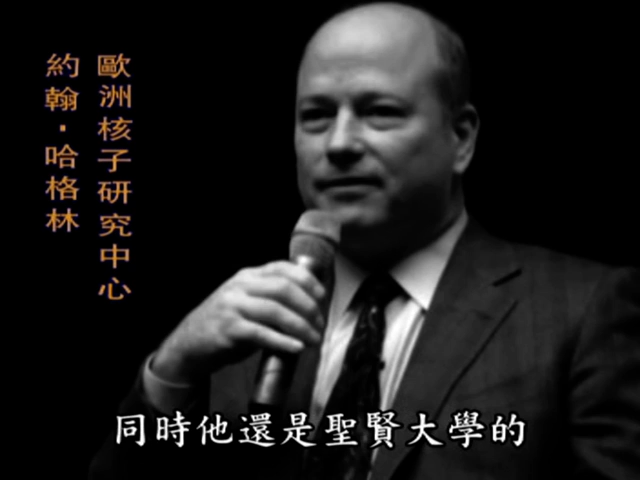 歐洲核子研究中心
約翰·哈格林
同時他還是聖賢大學的